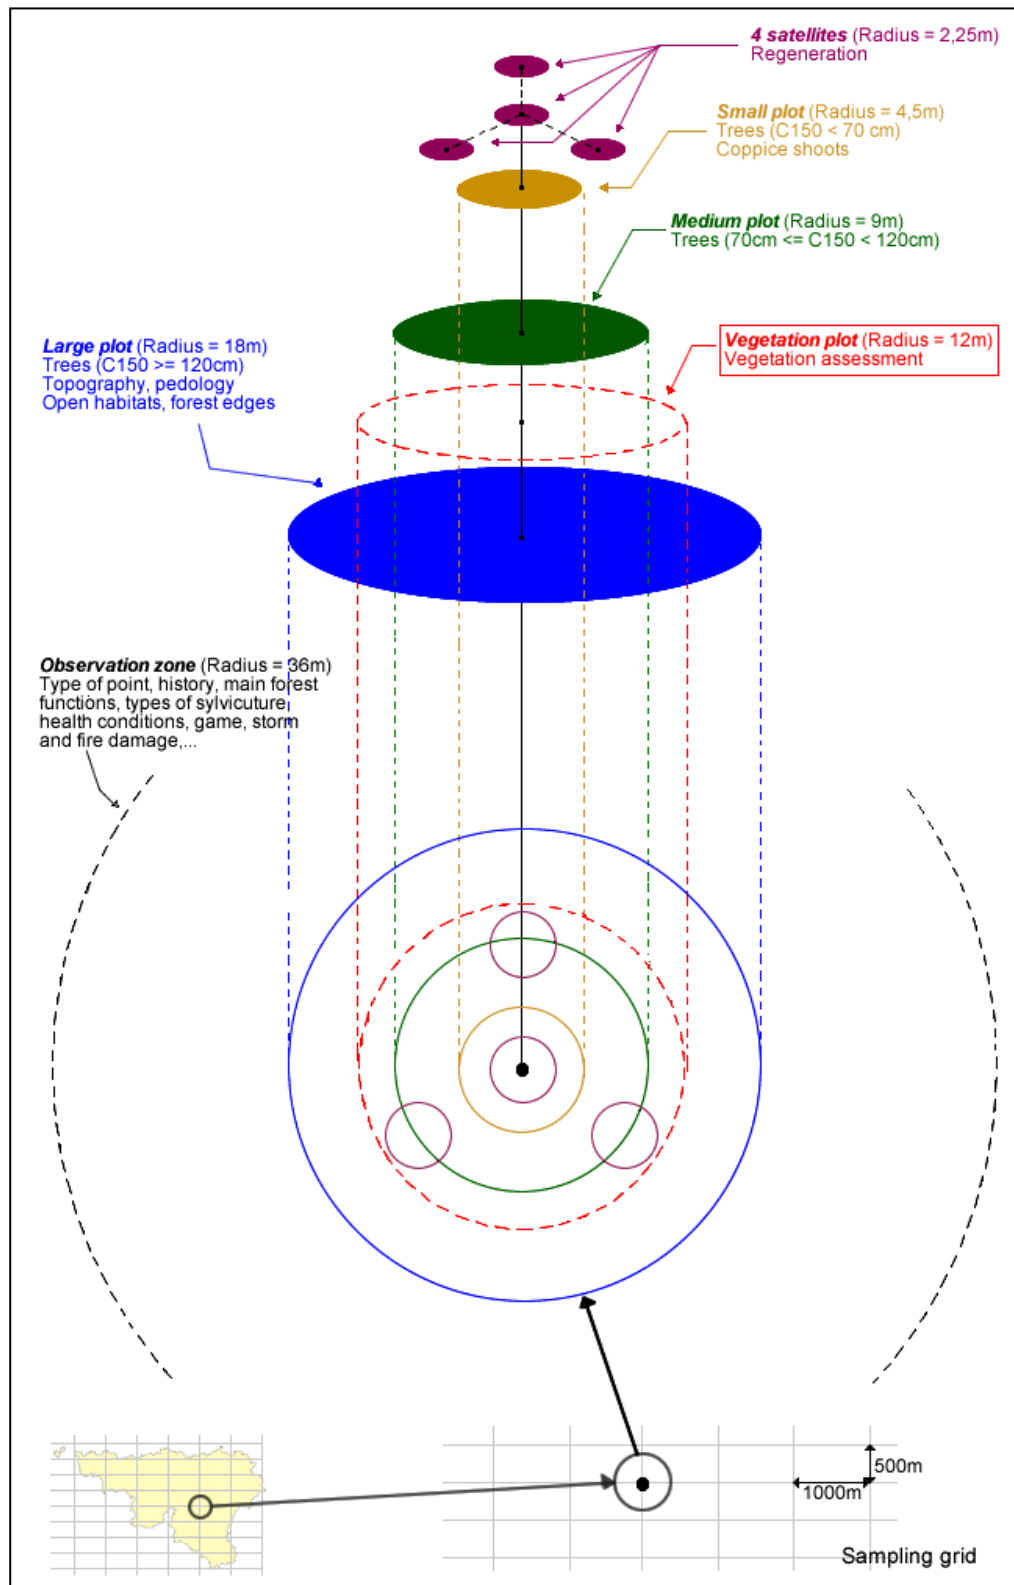 4 satellites (Radius = 2,25m)
Regeneration
Small plot (Radius = 4,5m)
Trees (C150 < 70 cm)
Coppice shoots
Medium plot (Radius = 9m)
Trees (70cm <= C150 < 120cm)
Vegetation plot (Radius = 12m)
Vegetation assessment
Large plot (Radius = 18m)
Trees (C150 >= 120cm)
Topography, pedology
Open habitats, forest edges
Observation zone (Radius = 36m)
Type of point, history, main forest
functions, types of sylvicuture,
health conditions, game, storm
and fire damage,...
500m
1000m
Sampling grid